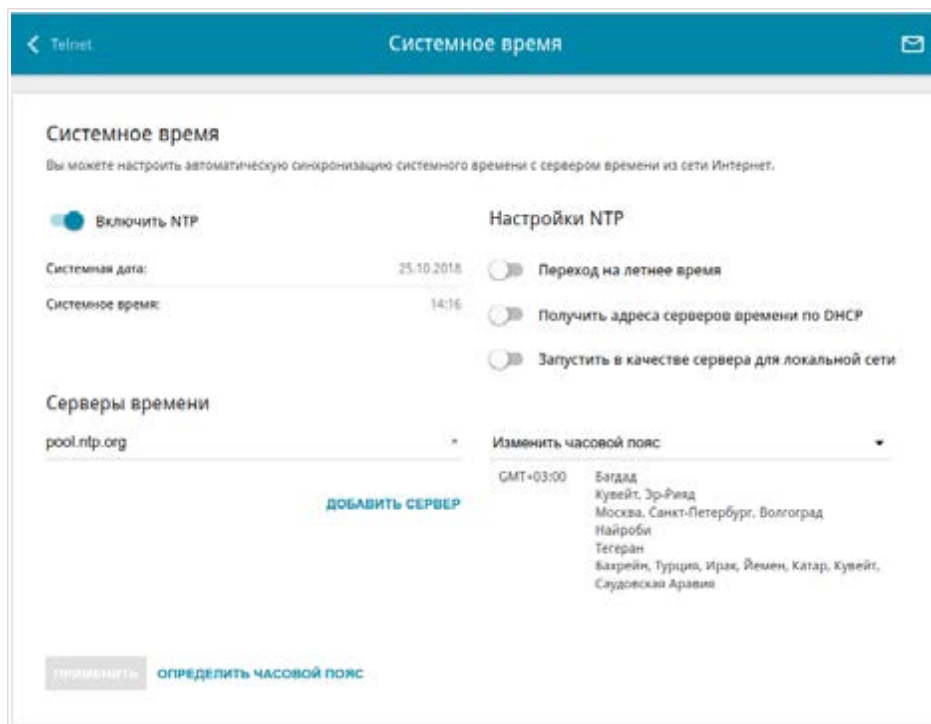 Telnet
Системное время
Системное время
Вы можете настроить автоматическую синхронизацию системного времени с сервером времени из сети Интернет.
Включить NTP
Системная дата: 25.10.2018
Системное время: 14:16
Настройки NTP
Переход на летнее время
Получить адреса серверов времени по DHCP
Запустить в качестве сервера для локальной сети
Серверы времени
pool.ntp.org
ДОБАВИТЬ СЕРВЕР
Изменить часовой пояс
GMT+03:00 Багдад
Кувейт, Эр-Рияд
Москва, Санкт-Петербург, Волгоград
Найроби
Тегеран
Бахрейн, Турция, Ирак, Йемен, Катар, Кувейт,
Саудовская Аравия
ПРИМЕНИТЬ ОПРЕДЕЛИТЬ ЧАСОВОЙ ПОЯС